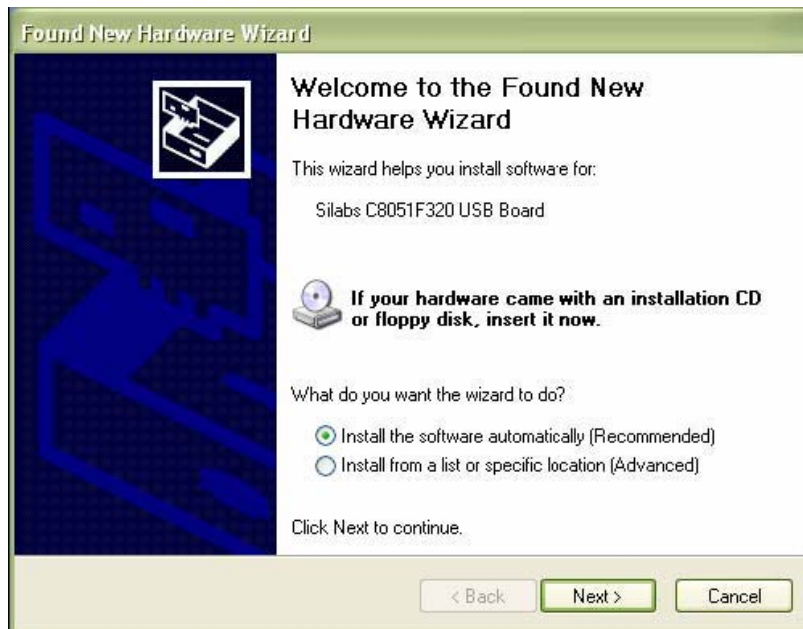 Found New Hardware Wizard
Welcome to the Found New
Hardware Wizard
This wizard helps you install software for:
Silabs C8051F320 USB Board
If your hardware came with an installation CD
or floppy disk, insert it now.
What do you want the wizard to do?
Install the software automatically (Recommended)
Install from a list or specific location (Advanced)
Click Next to continue.
< Back Next > Cancel